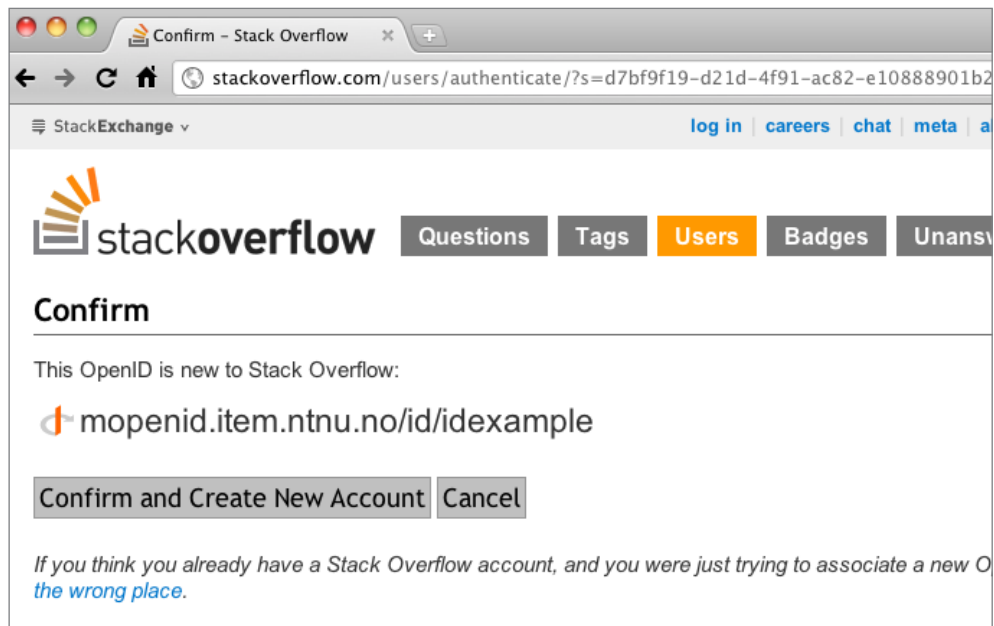 Confirm – Stack Overflow
stackoverflow.com/users/authenticate/?s=d7bf9f19-d21d-4f91-ac82-e10888901b2
StackExchange
log in careers chat meta
stackoverflow
Questions Tags Users Badges
Confirm
This OpenID is new to Stack Overflow:
mopenid.item.ntnu.no/id/idexample
Confirm and Create New Account Cancel
If you think you already have a Stack Overflow account, and you were just trying to associate a new
the wrong place.